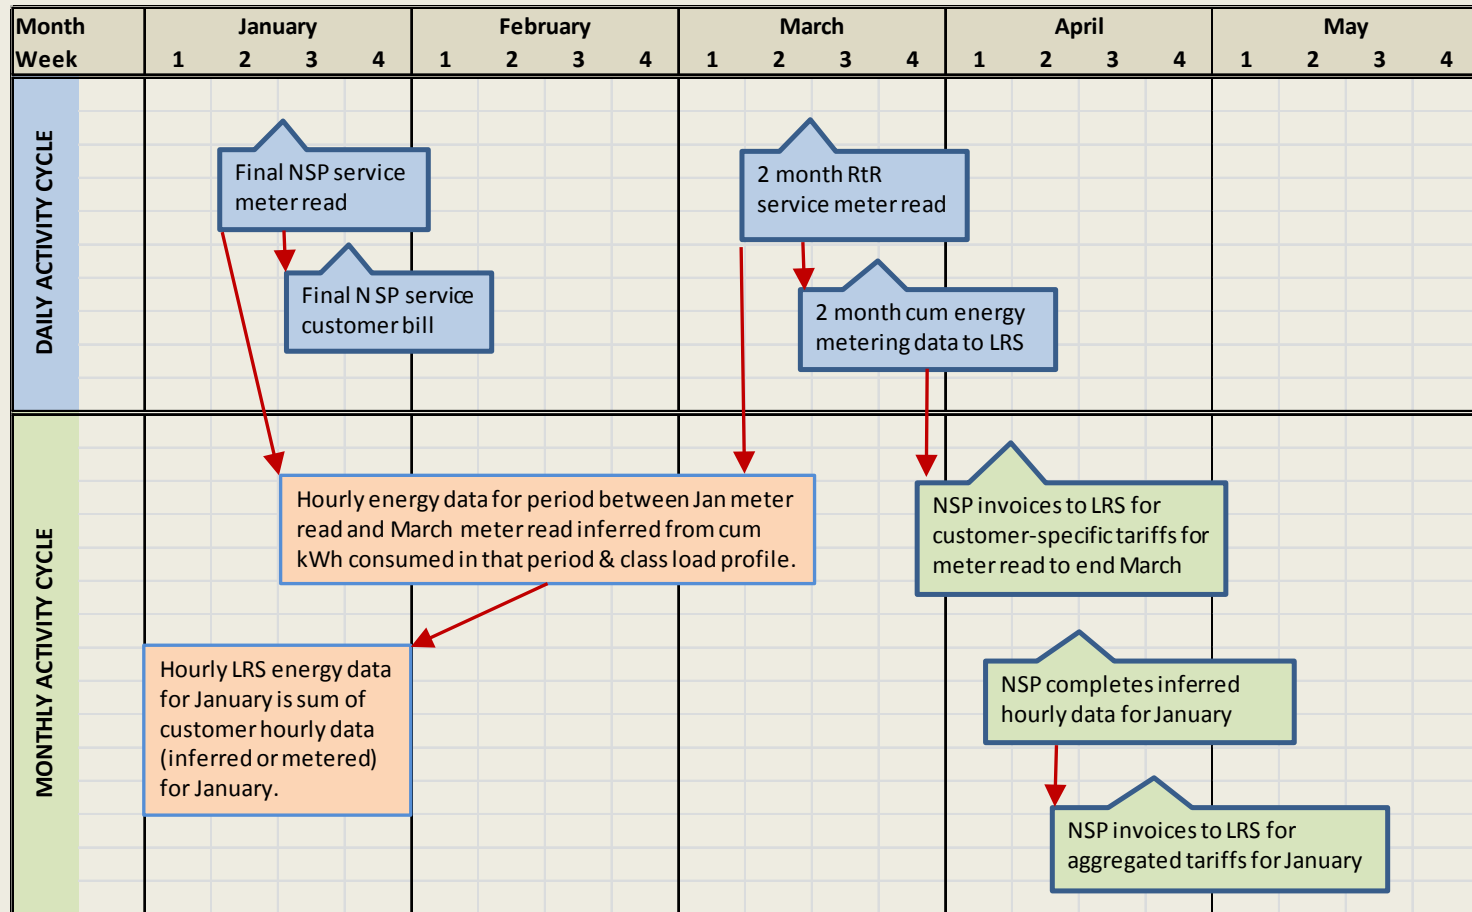 Month January February March April May
Week 1 2 3 4 1 2 3 4 1 2 3 4 1 2 3 4 1 2 3 4
DAILY ACTIVITY CYCLE
Final NSP service
meter read
Final NSP service
customer bill
2 month RtR
service meter read
2 month cum energy
metering data to LRS
MONTHLY ACTIVITY CYCLE
Hourly energy data for period between Jan meter
read and March meter read inferred from cum
kWh consumed in that period & class load profile.
Hourly LRS energy data
for January is sum of
customer hourly data
(inferred or metered)
for January.
NSP invoices to LRS for
customer-specific tariffs for
meter read to end March
NSP completes inferred
hourly data for January
NSP invoices to LRS for
aggregated tariffs for January